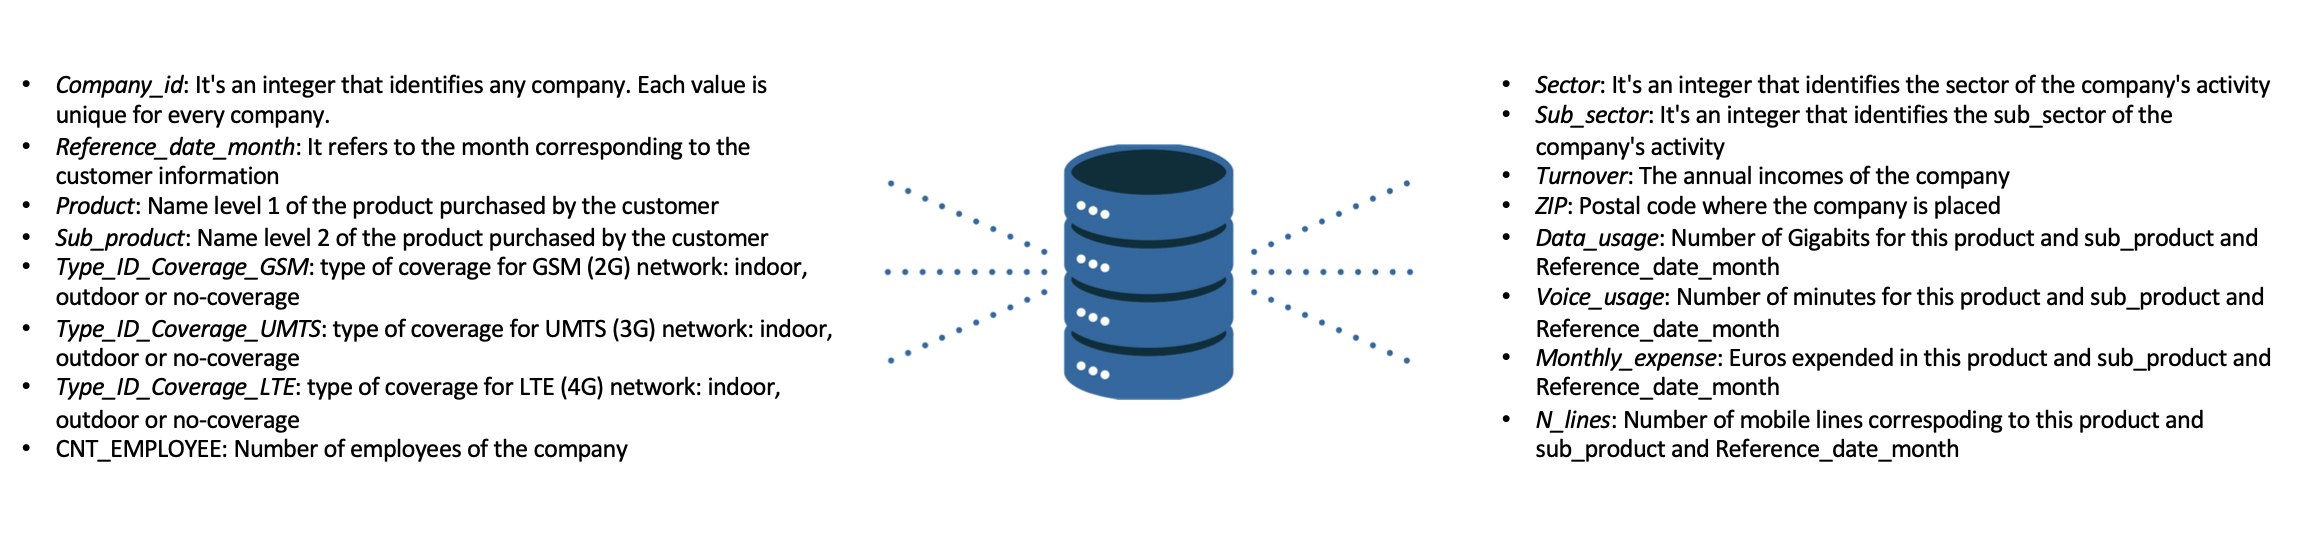 • Company_id: It's an integer that identifies any company. Each value is
unique for every company.
• Reference_date_month: It refers to the month corresponding to the
customer information
• Product: Name level 1 of the product purchased by the customer
• Sub_product: Name level 2 of the product purchased by the customer
• Type_ID_Coverage_GSM: type of coverage for GSM (2G) network: indoor,
outdoor or no-coverage
• Type_ID_Coverage_UMTS: type of coverage for UMTS (3G) network: indoor,
outdoor or no-coverage
• Type_ID_Coverage_LTE: type of coverage for LTE (4G) network: indoor,
outdoor or no-coverage
• CNT_EMPLOYEE: Number of employees of the company
• Sector: It's an integer that identifies the sector of the company's activity
• Sub_sector: It's an integer that identifies the sub_sector of the
company's activity
• Turnover: The annual incomes of the company
• ZIP: Postal code where the company is placed
• Data_usage: Number of Gigabits for this product and sub_product and
Reference_date_month
• Voice_usage: Number of minutes for this product and sub_product and
Reference_date_month
• Monthly_expense: Euros expended in this product and sub_product and
Reference_date_month
• N_lines: Number of mobile lines correspoding to this product and
sub_product and Reference_date_month